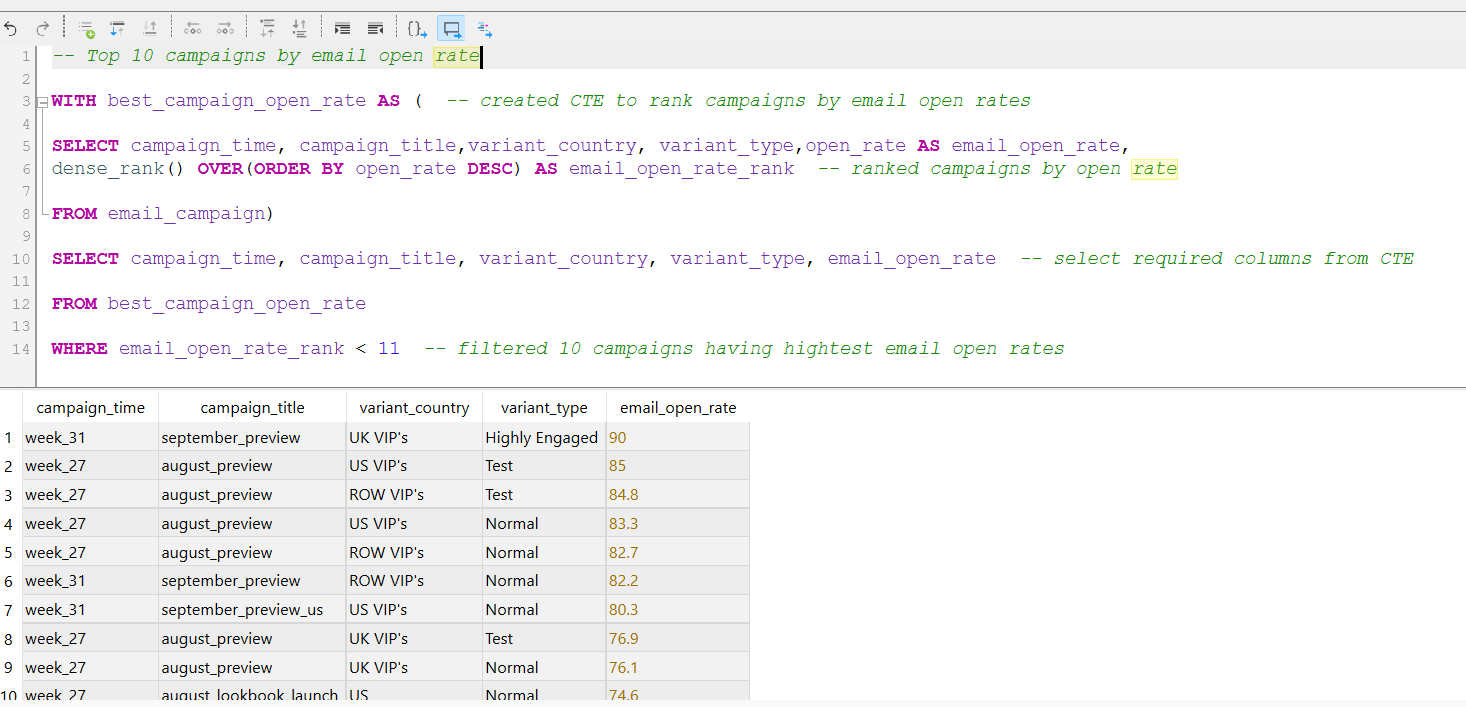 1 -- Top 10 campaigns by email open rate
2
3 WITH best_campaign_open_rate AS (  -- created CTE to rank campaigns by email open rates
4
5 SELECT campaign_time, campaign_title,variant_country, variant_type,open_rate AS email_open_rate,
6 dense_rank() OVER(ORDER BY open_rate DESC) AS email_open_rate_rank  -- ranked campaigns by open rate
7
8 FROM email_campaign)
9
10 SELECT campaign_time, campaign_title, variant_country, variant_type, email_open_rate  -- select required columns from CTE
11
12 FROM best_campaign_open_rate
13
14 WHERE email_open_rate_rank < 11  -- filtered 10 campaigns having hightest email open rates
campaign_time campaign_title variant_country variant_type email_open_rate
1 week_31 september_preview UK VIP's Highly Engaged 90
2 week_27 august_preview US VIP's Test 85
3 week_27 august_preview ROW VIP's Test 84.8
4 week_27 august_preview US VIP's Normal 83.3
5 week_27 august_preview ROW VIP's Normal 82.7
6 week_31 september_preview ROW VIP's Normal 82.2
7 week_31 september_preview_us US VIP's Normal 80.3
8 week_27 august_preview UK VIP's Test 76.9
9 week_27 august_preview UK VIP's Normal 76.1
10 week_27 august_lookbook_launch US Normal 74.6